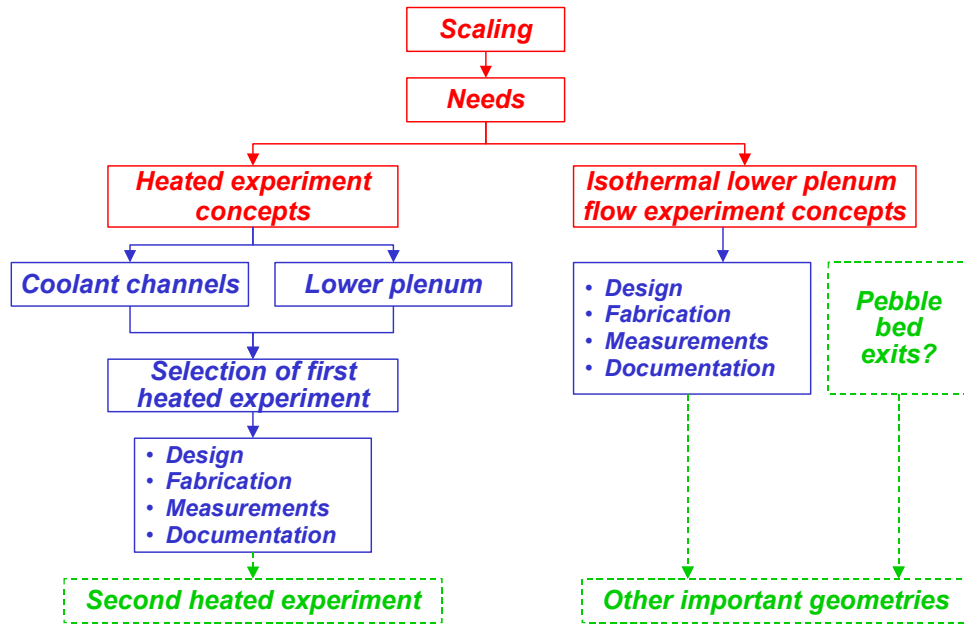 Scaling
Needs
Heated experiment
concepts
Isothermal lower plenum
flow experiment concepts
Coolant channels
Lower plenum
• Design
• Fabrication
• Measurements
• Documentation
Pebble
bed
exits?
Selection of first
heated experiment
• Design
• Fabrication
• Measurements
• Documentation
Second heated experiment
Other important geometries